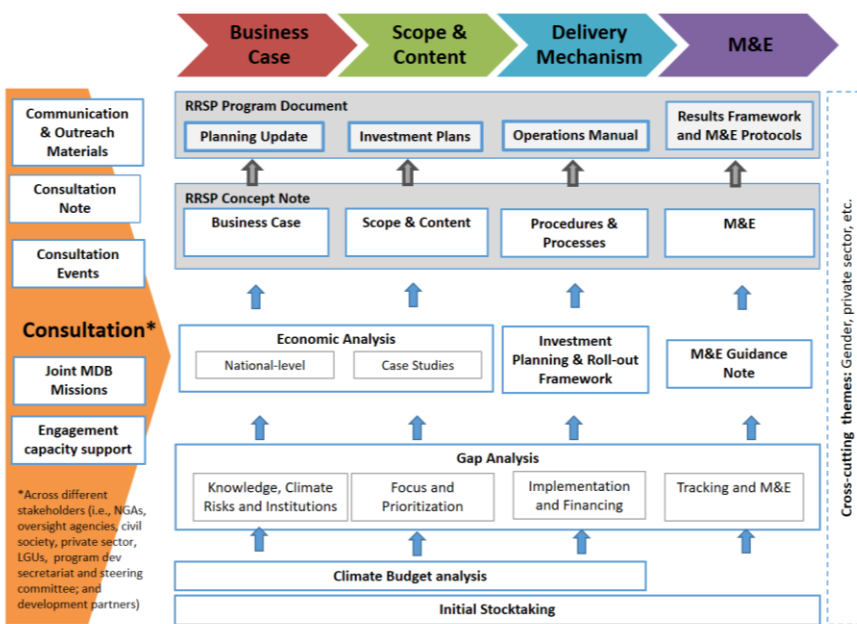 Business
Case
Scope &
Content
Delivery
Mechanism
M&E
Communication
& Outreach
Materials
Consultation
Note
Consultation
Events
Consultation*
Joint MDB
Missions
Engagement
capacity support
*Across different
stakeholders (i.e., NGAs,
oversight agencies, civil
society, private sector,
LGUs, program dev
secretariat and steering
committee; and
development partners)
RRSP Program Document
Planning Update
Investment Plans
Operations Manual
Results Framework
and M&E Protocols
RRSP Concept Note
Business Case
Scope & Content
Procedures &
Processes
M&E
Economic Analysis
National-level
Case Studies
Investment
Planning & Roll-out
Framework
M&E Guidance
Note
Gap Analysis
Knowledge, Climate
Risks and Institutions
Focus and
Prioritization
Implementation
and Financing
Tracking and M&E
Climate Budget analysis
Initial Stocktaking
Cross-cutting themes: Gender, private sector, etc.